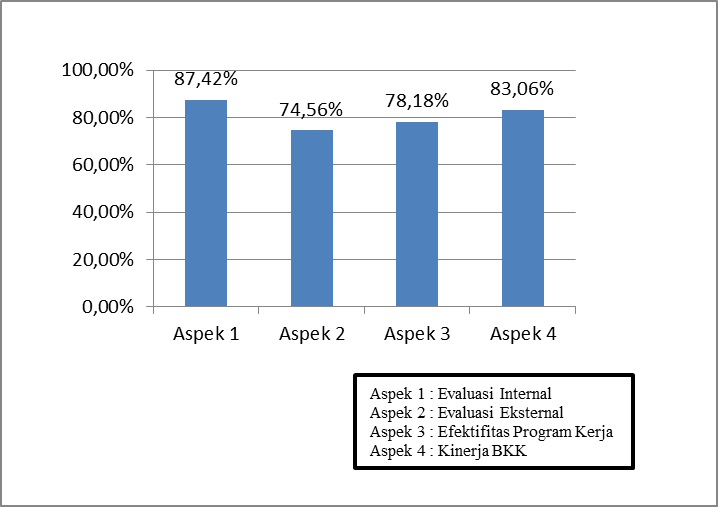 100,00%
80,00%
60,00%
40,00%
20,00%
0,00%
87,42%
74,56%
78,18%
83,06%
Aspek 1
Aspek 2
Aspek 3
Aspek 4
Aspek 1 : Evaluasi Internal
Aspek 2 : Evaluasi Eksternal
Aspek 3 : Efektifitas Program Kerja
Aspek 4 : Kinerja BKK